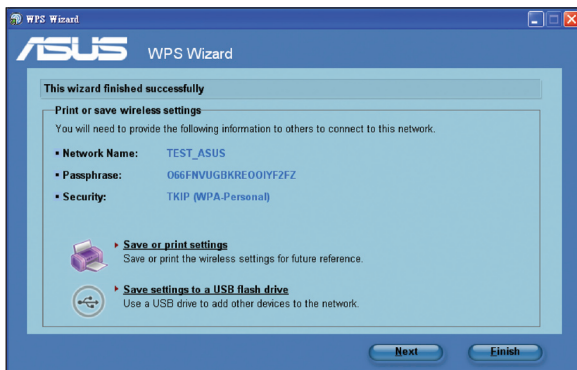 WPS Wizard
ASUS WPS Wizard
This wizard finished successfully
Print or save wireless settings
You will need to provide the following information to others to connect to this network.
▪ Network Name: TEST_ASUS
▪ Passphrase: O66FNVUGBKREOOIYF2FZ
▪ Security: TKIP (WPA-Personal)
Save or print settings
Save or print the wireless settings for future reference.
Save settings to a USB flash drive
Use a USB drive to add other devices to the network.
Next Finish